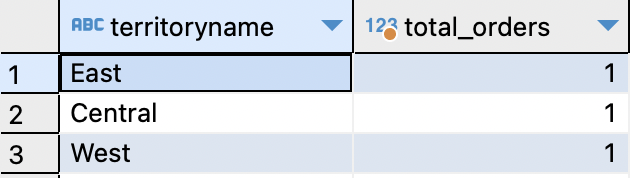 ABC territoryname 123 total_orders
1 East 1
2 Central 1
3 West 1